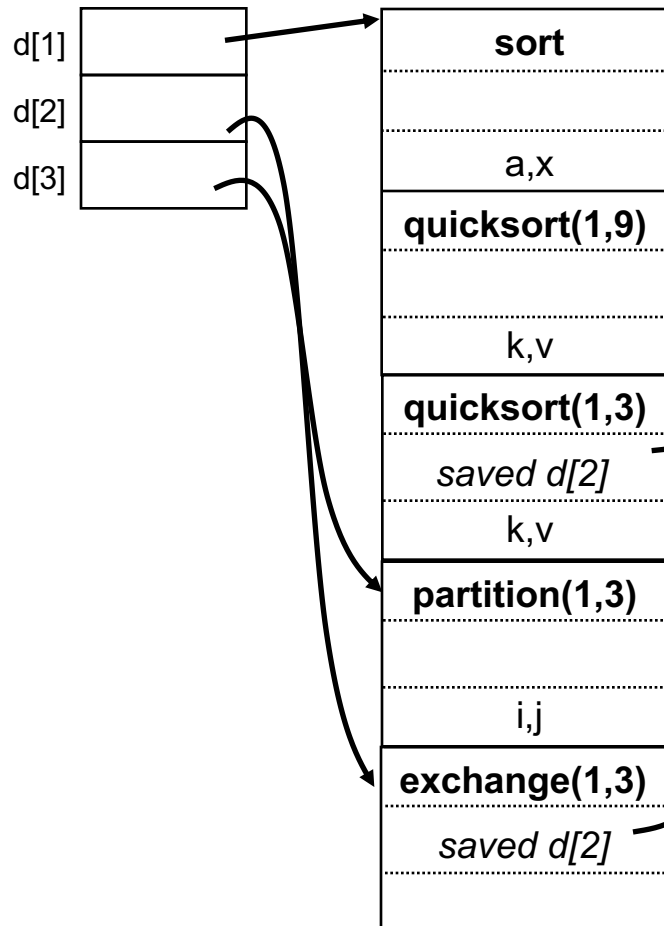 d[1]
d[2]
d[3]
sort
a,x
quicksort(1,9)
k,v
quicksort(1,3)
saved d[2]
k,v
partition(1,3)
i,j
exchange(1,3)
saved d[2]